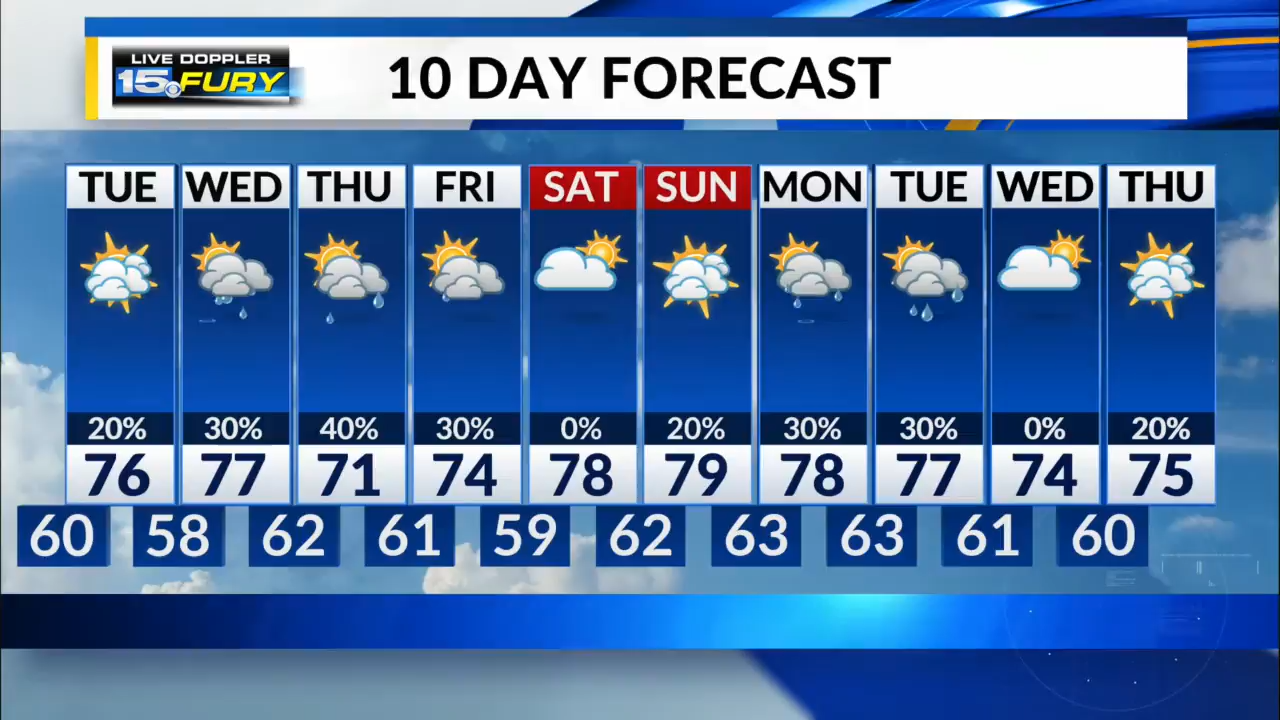 LIVE DOPPLER
15 FURY
10 DAY FORECAST
TUE WED THU FRI SAT SUN MON TUE WED THU
20% 30% 40% 30% 0% 20% 30% 30% 0% 20%
76 77 71 74 78 79 78 77 74 75
60 58 62 61 59 62 63 63 61 60